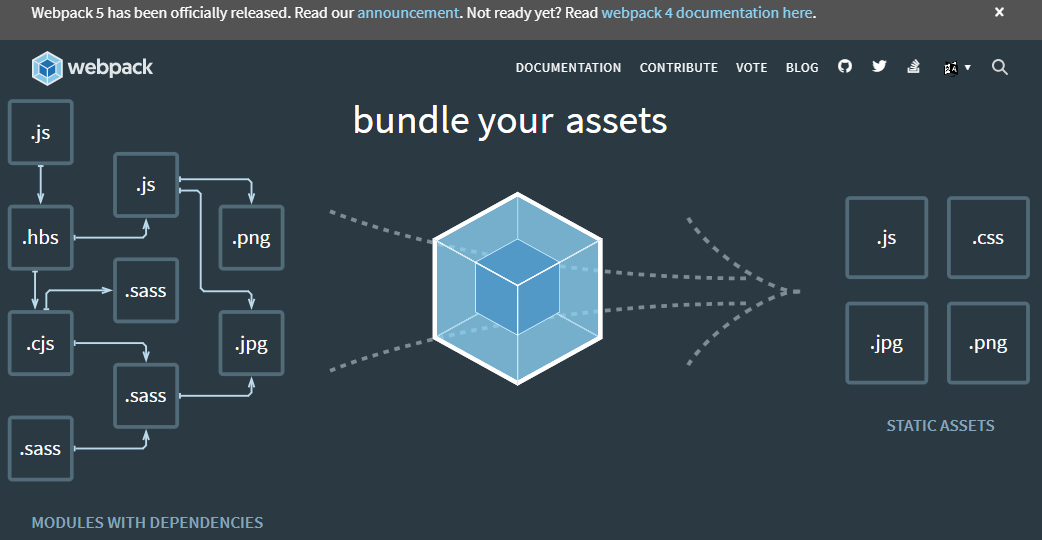 Webpack 5 has been officially released. Read our announcement. Not ready yet? Read webpack 4 documentation here.
×
webpack
DOCUMENTATION CONTRIBUTE VOTE BLOG
bundle your assets
.js
.js
.hbs
.png
.sass
.cjs
.jpg
.sass
.sass
MODULES WITH DEPENDENCIES
.js .css
.jpg .png
STATIC ASSETS